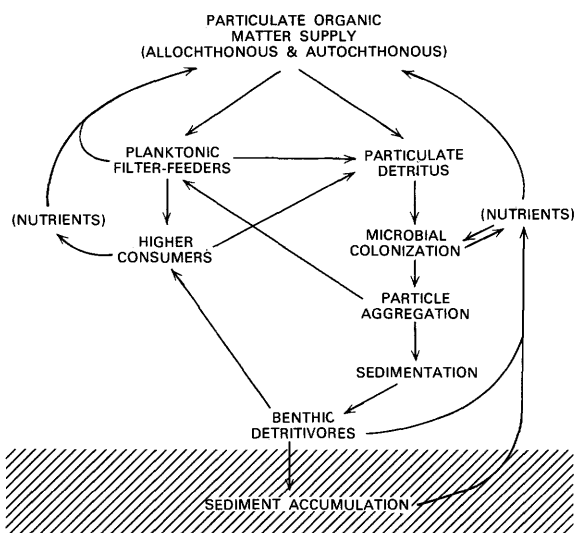 PARTICULATE ORGANIC
MATTER SUPPLY
(ALLOCHTHONOUS & AUTOCHTHONOUS)
PLANKTONIC
FILTER-FEEDERS
PARTICULATE
DETRITUS
(NUTRIENTS)
(NUTRIENTS)
HIGHER
CONSUMERS
MICROBIAL
COLONIZATION
PARTICLE
AGGREGATION
SEDIMENTATION
BENTHIC
DETRITIVORES
SEDIMENT ACCUMULATION